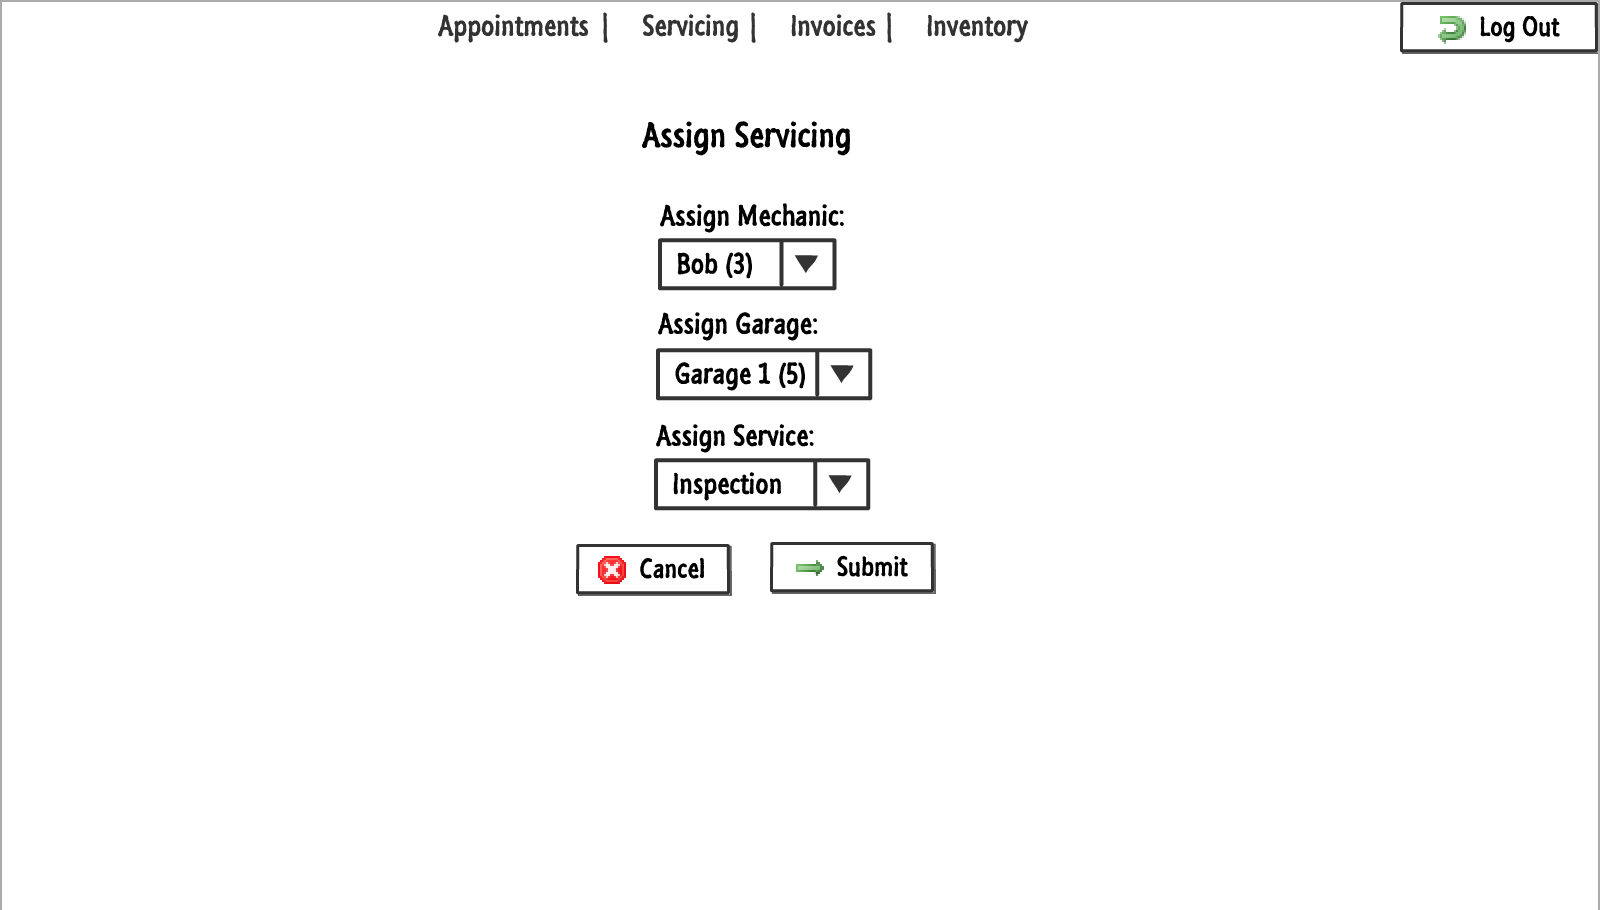 Appointments | Servicing | Invoices | Inventory
Log Out
Assign Servicing
Assign Mechanic:
Bob (3)
Assign Garage:
Garage 1 (5)
Assign Service:
Inspection
Cancel
Submit